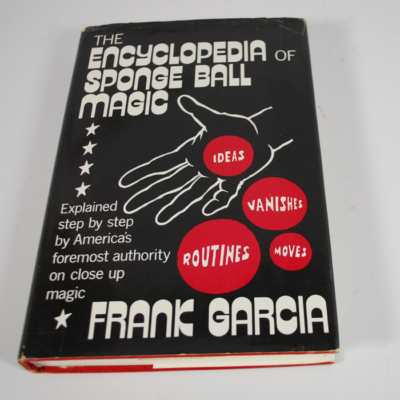 THE
ENCYCLOPEDIA OF
SPONGE BALL
MAGIC
IDEAS
VANISHES
ROUTINES
MOVES
Explained
step by step
by America's
foremost authority
on close up
magic
FRANK GARCIA